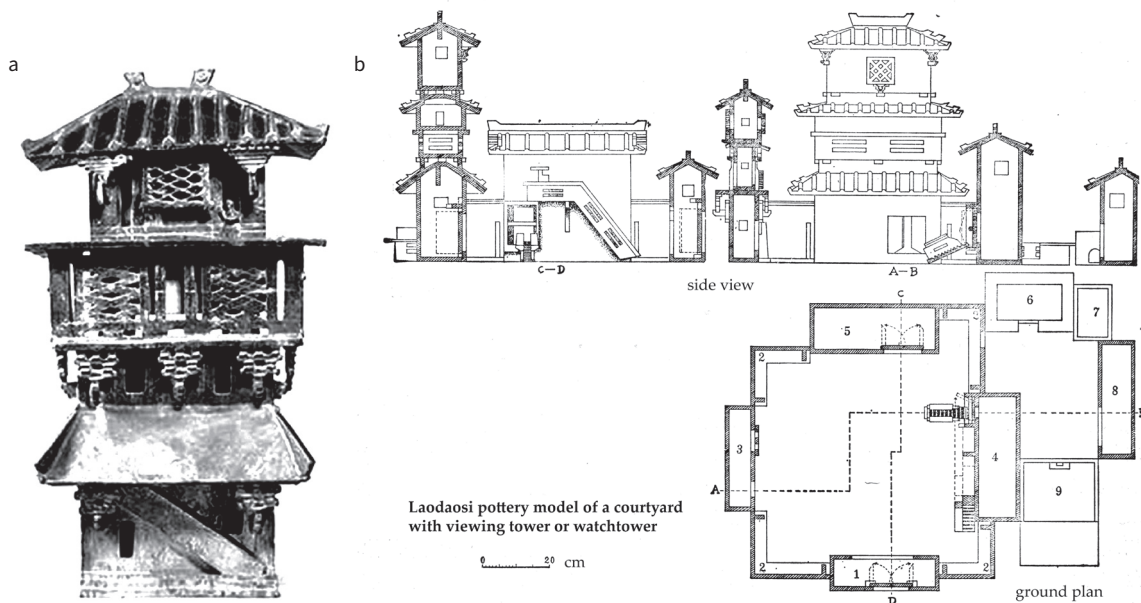 a
b
C—D
A—B
side view
C
6
7
5
2
8
3
4
A
9
Laodaosi pottery model of a courtyard
with viewing tower or watchtower
0 20 cm
1
2
2
D
ground plan